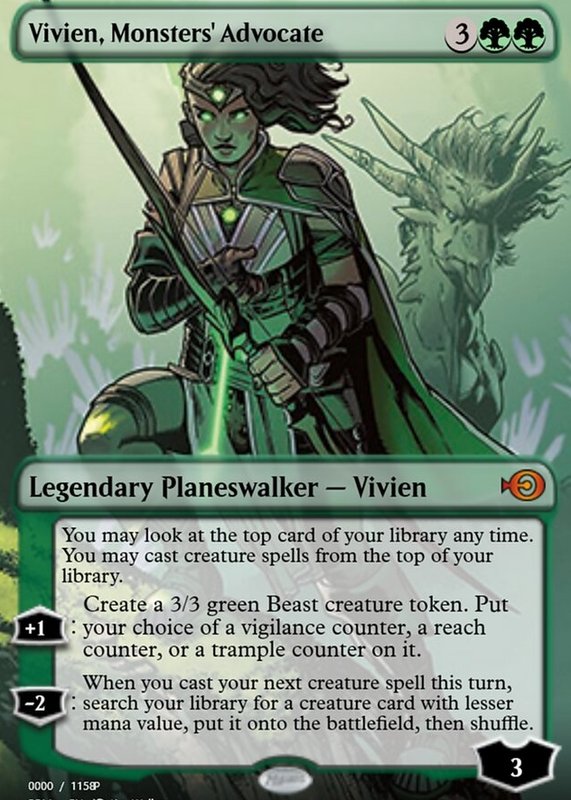 Vivien, Monsters' Advocate 3
Legendary Planeswalker — Vivien
You may look at the top card of your library any time.
You may cast creature spells from the top of your
library.
Create a 3/3 green Beast creature token. Put
+1 : your choice of a vigilance counter, a reach
counter, or a trample counter on it.
When you cast your next creature spell this turn,
-2 : search your library for a creature card with lesser
mana value, put it onto the battlefield, then shuffle.
3
0000 / 1158P